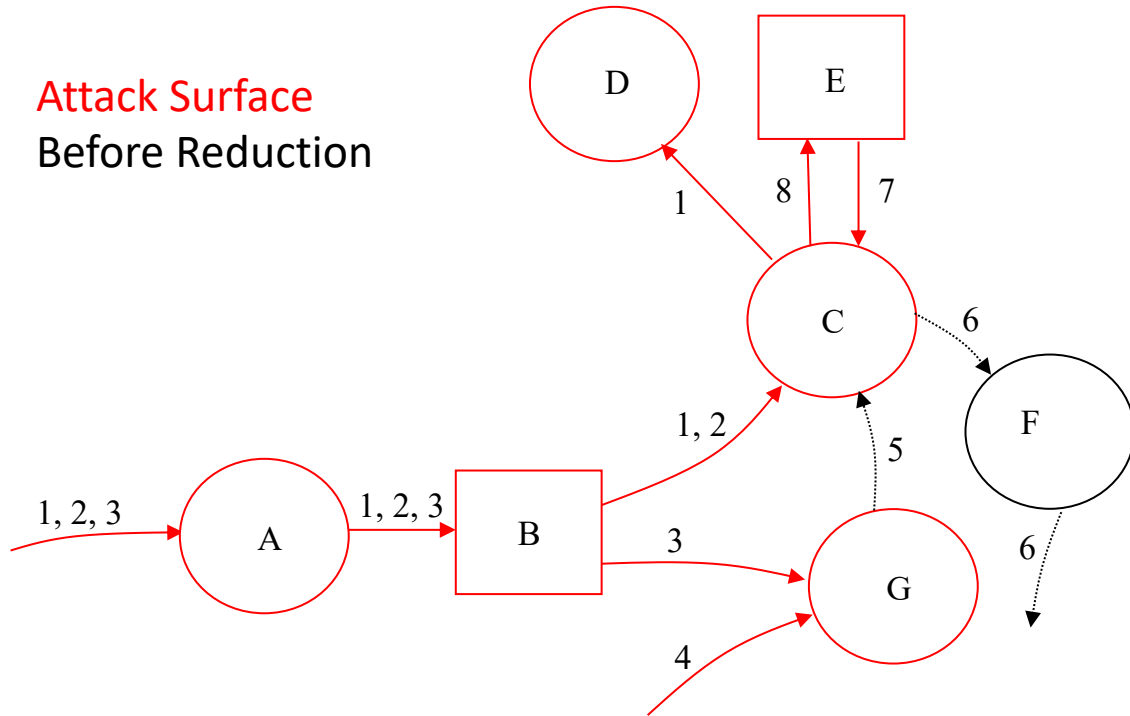 Attack Surface
Before Reduction
D
E
1
8
7
C
6
1, 2
F
5
1, 2, 3
A
1, 2, 3
B
3
G
6
4